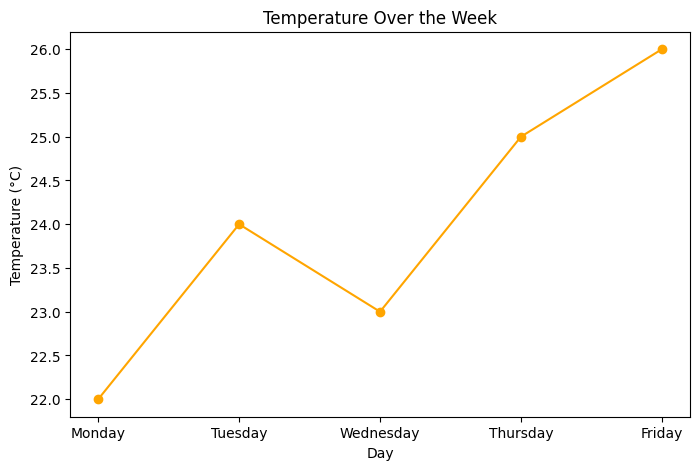 Temperature Over the Week
Temperature (°C)
26.0
25.5
25.0
24.5
24.0
23.5
23.0
22.5
22.0
Monday Tuesday Wednesday Thursday Friday
Day